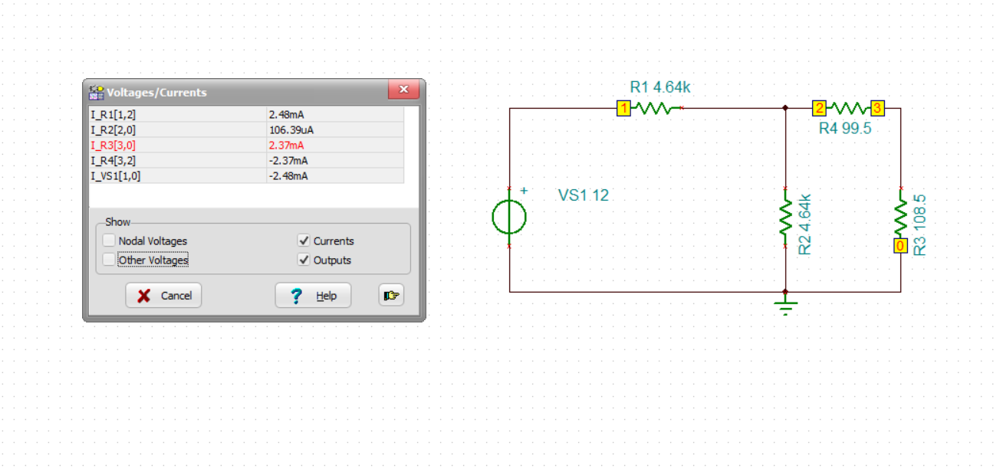 Voltages/Currents
I_R1[1,2] 2.48mA
I_R2[2,0] 106.39uA
I_R3[3,0] 2.37mA
I_R4[3,2] -2.37mA
I_VS1[1,0] -2.48mA
Show
Nodal Voltages Currents
Other Voltages Outputs
Cancel ? Help
R1 4.64k
1 2 3
R4 99.5
+ VS1 12
R2 4.64k
R3 108.5
0